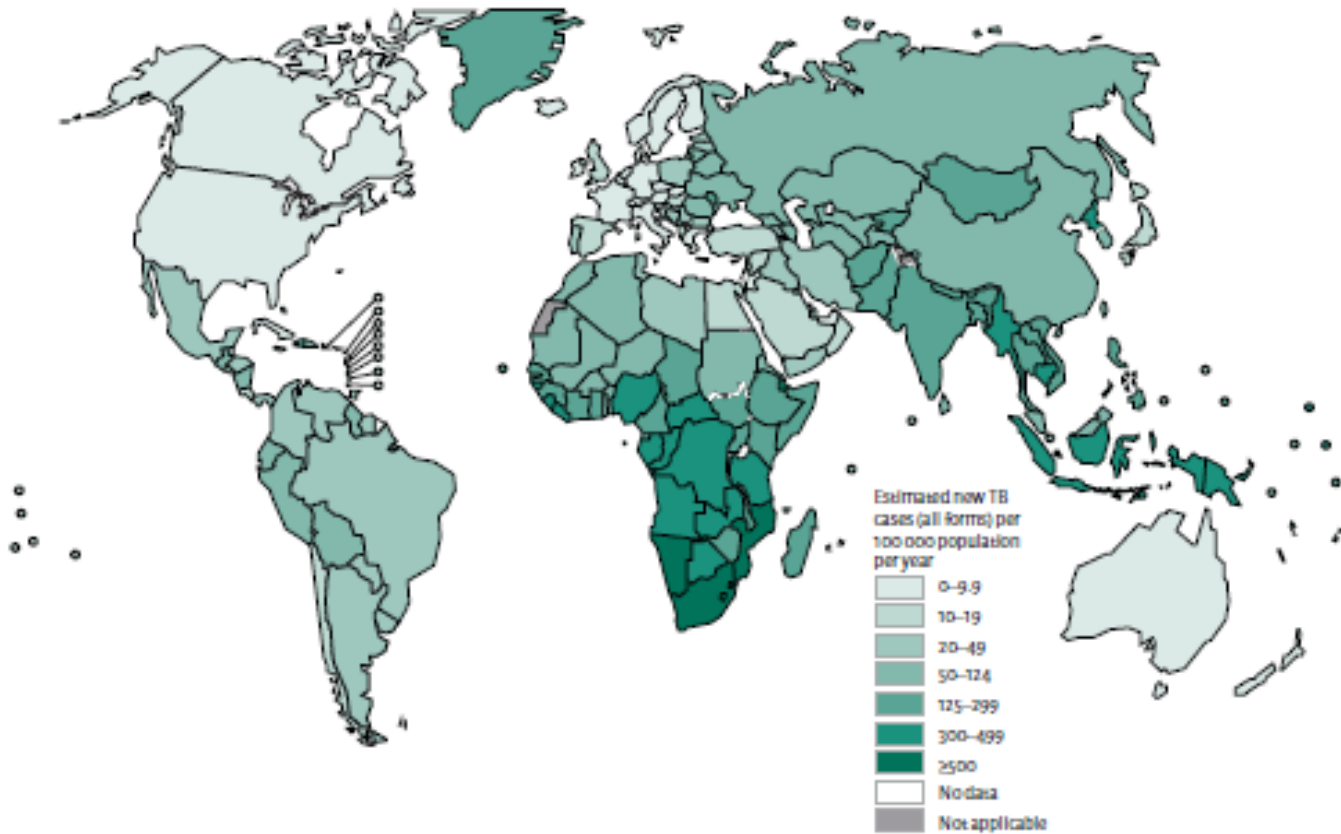 Estimated new TB
cases (all forms) per
100 000 population
per year
0–9.9
10–19
20–49
50–124
125–299
300–499
≥500
No data
Not applicable